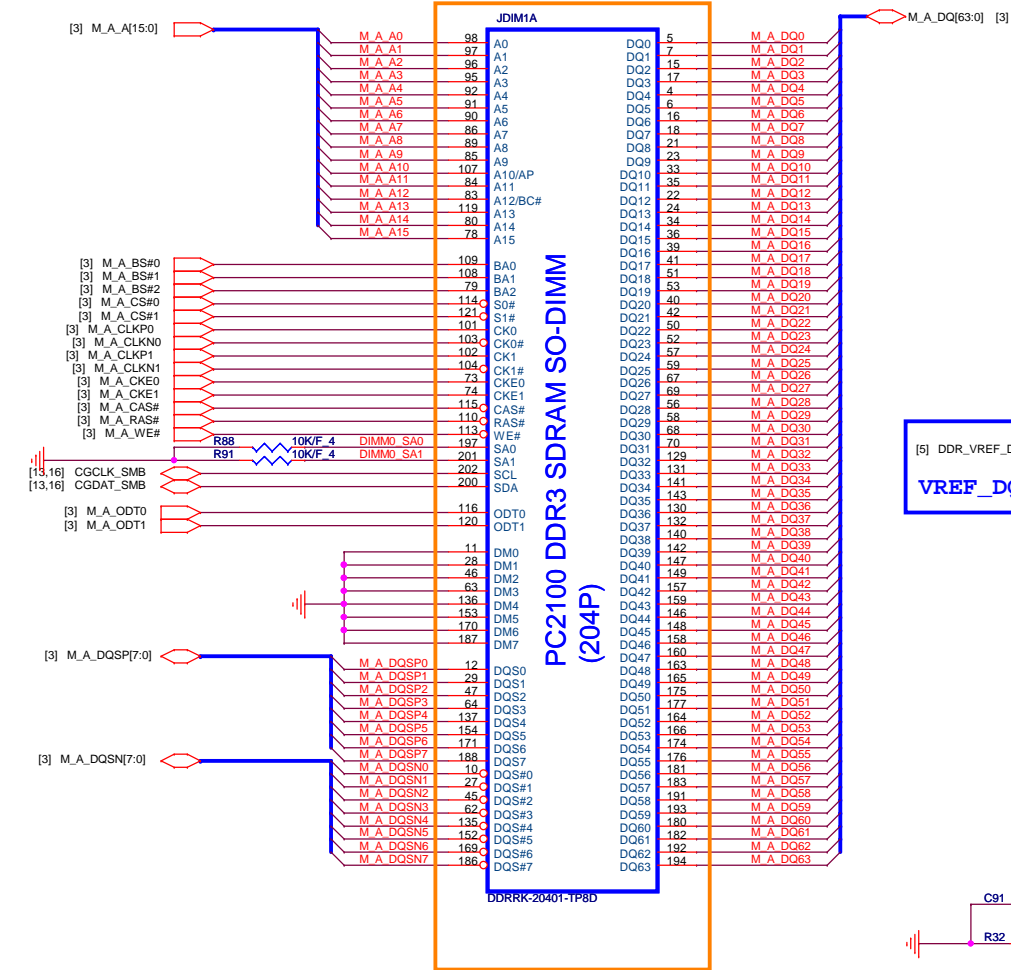 [3] M_A_A[15:0]
JDIM1A
M_A_DQ[63:0] [3]
M_A_A0 98 A0 DQ0 5 M_A_DQ0
M_A_A1 97 A1 DQ1 7 M_A_DQ1
M_A_A2 96 A2 DQ2 15 M_A_DQ2
M_A_A3 95 A3 DQ3 17 M_A_DQ3
M_A_A4 92 A4 DQ4 4 M_A_DQ4
M_A_A5 91 A5 DQ5 6 M_A_DQ5
M_A_A6 90 A6 DQ6 16 M_A_DQ6
M_A_A7 86 A7 DQ7 18 M_A_DQ7
M_A_A8 89 A8 DQ8 21 M_A_DQ8
M_A_A9 85 A9 DQ9 23 M_A_DQ9
M_A_A10 107 A10/AP DQ10 33 M_A_DQ10
M_A_A11 84 A11 DQ11 35 M_A_DQ11
M_A_A12 83 A12/BC# DQ12 22 M_A_DQ12
M_A_A13 119 A13 DQ13 24 M_A_DQ13
M_A_A14 80 A14 DQ14 34 M_A_DQ14
M_A_A15 78 A15 DQ15 36 M_A_DQ15
DQ16 39 M_A_DQ16
[3] M_A_BS#0 109 BA0 DQ17 41 M_A_DQ17
[3] M_A_BS#1 108 BA1 DQ18 51 M_A_DQ18
[3] M_A_BS#2 79 BA2 DQ19 53 M_A_DQ19
[3] M_A_CS#0 114 S0# DQ20 40 M_A_DQ20
[3] M_A_CS#1 121 S1# DQ21 42 M_A_DQ21
[3] M_A_CLKP0 101 CK0 DQ22 50 M_A_DQ22
[3] M_A_CLKN0 103 CK0# DQ23 52 M_A_DQ23
[3] M_A_CLKP1 102 CK1 DQ24 57 M_A_DQ24
[3] M_A_CLKN1 104 CK1# DQ25 59 M_A_DQ25
[3] M_A_CKE0 73 CKE0 DQ26 67 M_A_DQ26
[3] M_A_CKE1 74 CKE1 DQ27 69 M_A_DQ27
[3] M_A_CAS# 115 CAS# DQ28 56 M_A_DQ28
[3] M_A_RAS# 110 RAS# DQ29 58 M_A_DQ29
[3] M_A_WE# 113 WE# DQ30 68 M_A_DQ30
R88 10K/F_4 DIMM0_SA0 197 SA0 DQ31 70 M_A_DQ31
R91 10K/F_4 DIMM0_SA1 201 SA1 DQ32 129 M_A_DQ32
[13,16] CGCLK_SMB 202 SCL DQ33 131 M_A_DQ33
[13,16] CGDAT_SMB 200 SDA DQ34 141 M_A_DQ34
DQ35 143 M_A_DQ35
[3] M_A_ODT0 116 ODT0 DQ36 130 M_A_DQ36
[3] M_A_ODT1 120 ODT1 DQ37 132 M_A_DQ37
DQ38 140 M_A_DQ38
11 DM0 DQ39 142 M_A_DQ39
28 DM1 DQ40 147 M_A_DQ40
46 DM2 DQ41 149 M_A_DQ41
63 DM3 DQ42 157 M_A_DQ42
136 DM4 DQ43 159 M_A_DQ43
153 DM5 DQ44 146 M_A_DQ44
170 DM6 DQ45 148 M_A_DQ45
187 DM7 DQ46 158 M_A_DQ46
DQ47 160 M_A_DQ47
[3] M_A_DQSP[7:0]
M_A_DQSP0 12 DQS0 DQ48 163 M_A_DQ48
M_A_DQSP1 29 DQS1 DQ49 165 M_A_DQ49
M_A_DQSP2 47 DQS2 DQ50 175 M_A_DQ50
M_A_DQSP3 64 DQS3 DQ51 177 M_A_DQ51
M_A_DQSP4 137 DQS4 DQ52 164 M_A_DQ52
M_A_DQSP5 154 DQS5 DQ53 166 M_A_DQ53
M_A_DQSP6 171 DQS6 DQ54 174 M_A_DQ54
M_A_DQSP7 188 DQS7 DQ55 176 M_A_DQ55
[3] M_A_DQSN[7:0]
M_A_DQSN0 10 DQS#0 DQ56 181 M_A_DQ56
M_A_DQSN1 27 DQS#1 DQ57 183 M_A_DQ57
M_A_DQSN2 45 DQS#2 DQ58 191 M_A_DQ58
M_A_DQSN3 62 DQS#3 DQ59 193 M_A_DQ59
M_A_DQSN4 135 DQS#4 DQ60 180 M_A_DQ60
M_A_DQSN5 152 DQS#5 DQ61 182 M_A_DQ61
M_A_DQSN6 169 DQS#6 DQ62 192 M_A_DQ62
M_A_DQSN7 186 DQS#7 DQ63 194 M_A_DQ63
PC2100 DDR3 SDRAM SO-DIMM
(204P)
DDRRK-20401-TP8D
[5] DDR_VREF_D
VREF_DQ
C91
R32